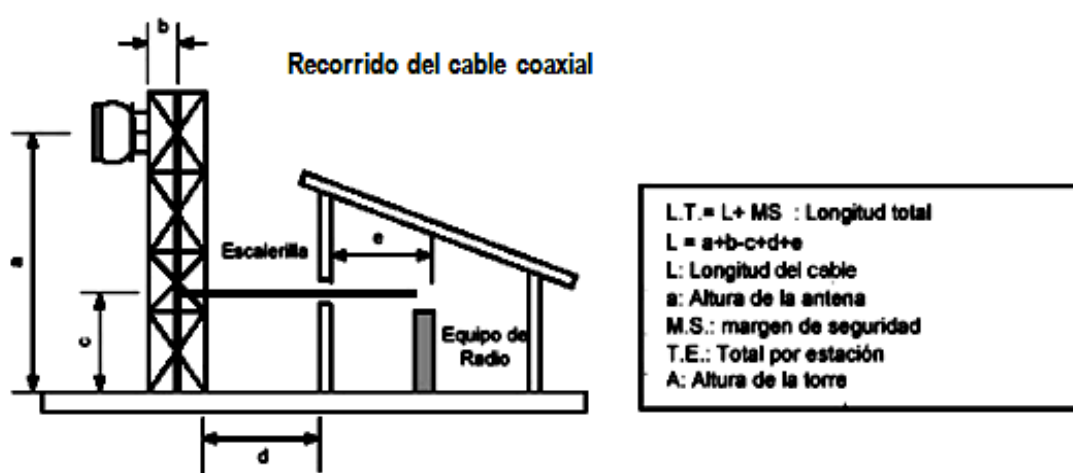 b
Recorrido del cable coaxial
a
Escalerilla
e
c
Equipo de
Radio
d
L.T.= L+ MS : Longitud total
L = a+b-c+d+e
L: Longitud del cable
a: Altura de la antena
M.S.: margen de seguridad
T.E.: Total por estación
A: Altura de la torre